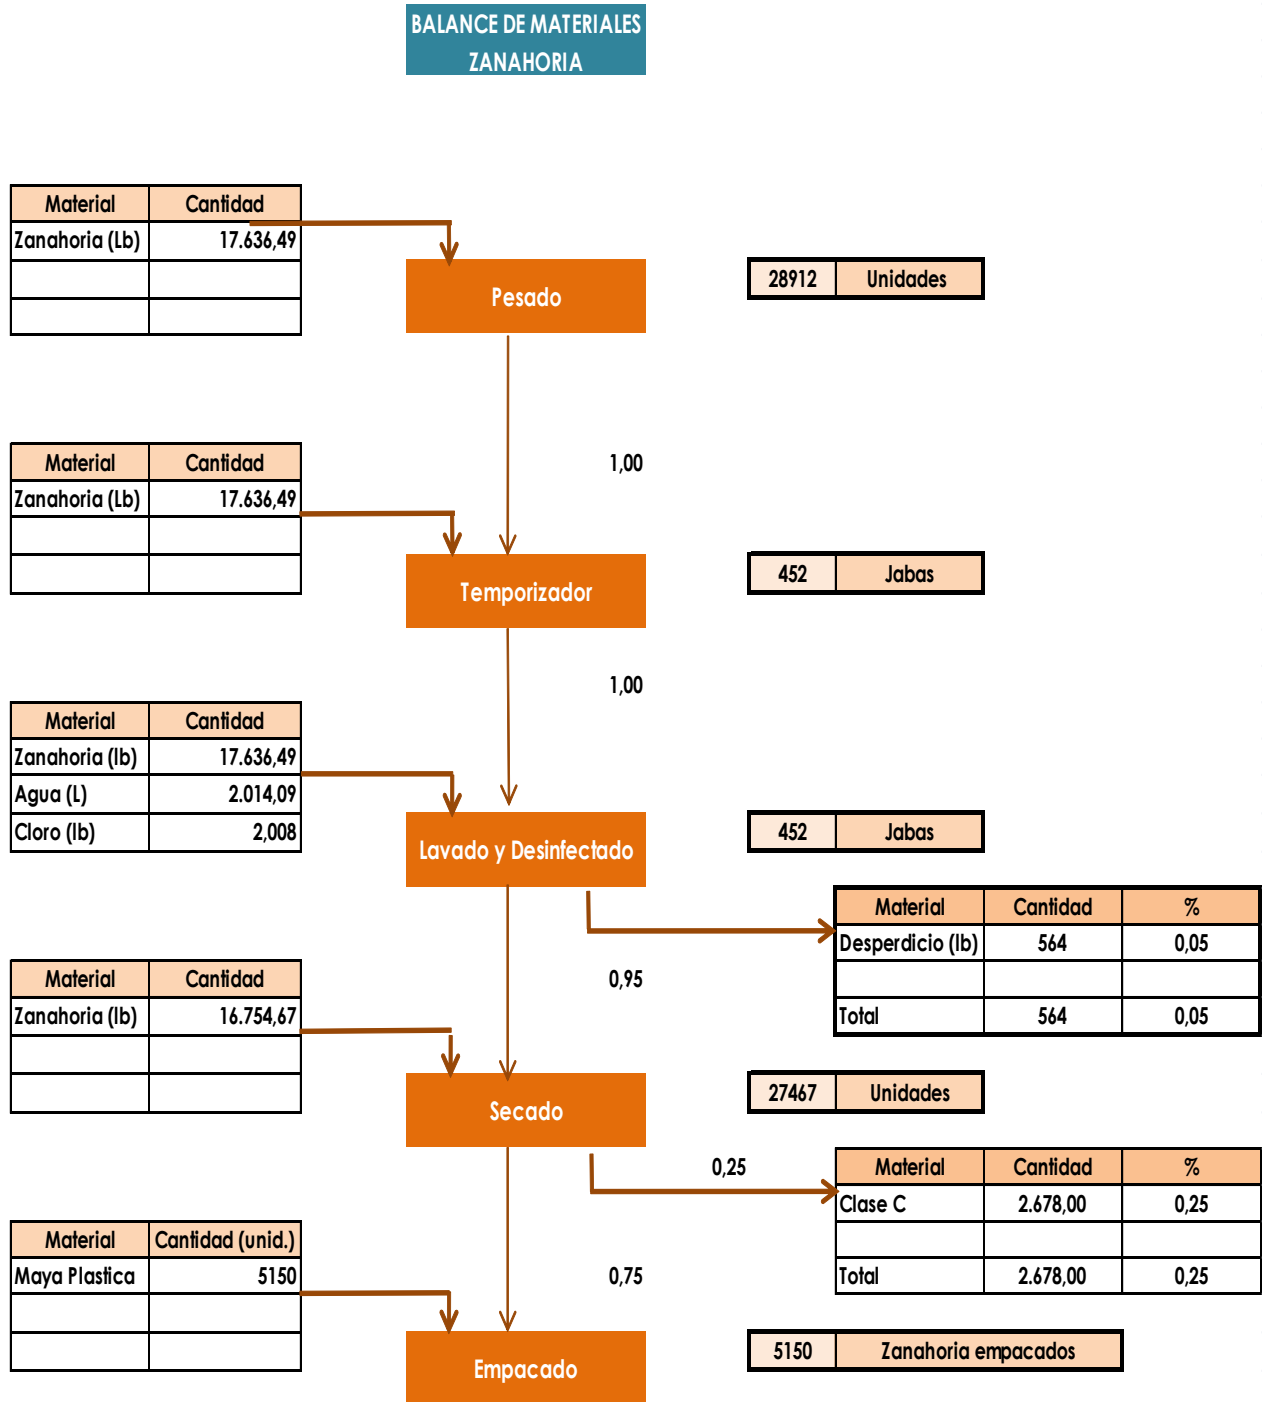 BALANCE DE MATERIALES
ZANAHORIA
Material Cantidad
Zanahoria (Lb) 17.636,49
Pesado
28912 Unidades
1,00
Material Cantidad
Zanahoria (Lb) 17.636,49
Temporizador
452 Jabas
1,00
Material Cantidad
Zanahoria (lb) 17.636,49
Agua (L) 2.014,09
Cloro (lb) 2,008
Lavado y Desinfectado
452 Jabas
Material Cantidad %
Desperdicio (lb) 564 0,05
Total 564 0,05
0,95
Material Cantidad
Zanahoria (lb) 16.754,67
Secado
27467 Unidades
0,25
Material Cantidad %
Clase C 2.678,00 0,25
Total 2.678,00 0,25
Material Cantidad (unid.)
Maya Plastica 5150
0,75
Empacado
5150 Zanahoria empacados